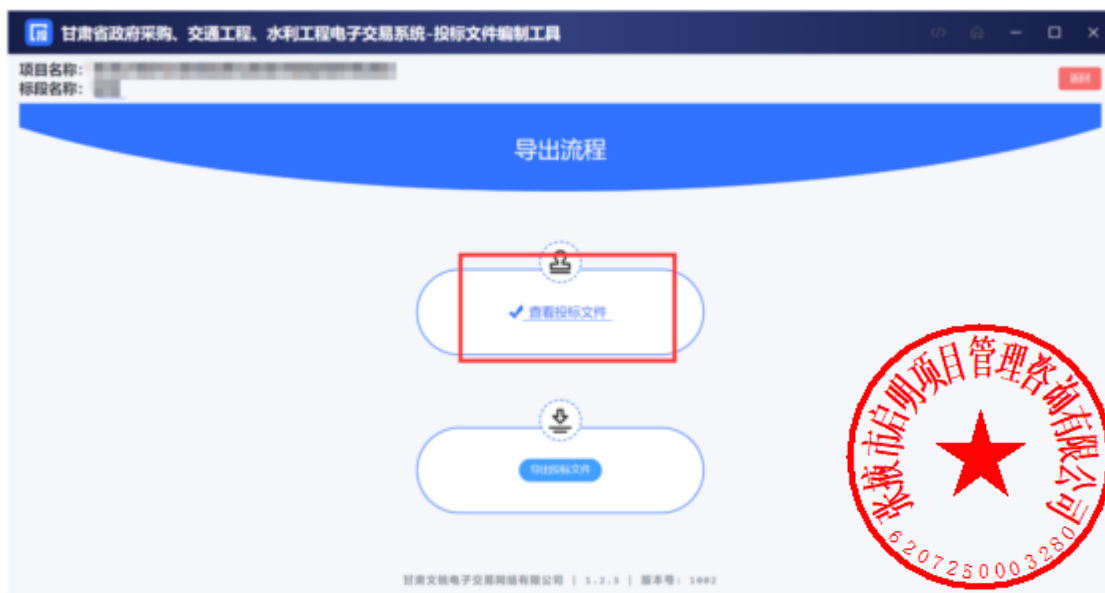 甘肃省政府采购、交通工程、水利工程电子交易系统-投标文件编制工具
项目名称：
标段名称：
返回
导出流程
查看投标文件
导出投标文件
张掖市启明项目管理咨询有限公司
6207250003280
甘肃文锐电子交易网络有限公司 | 1.2.3 | 版本号: 1002